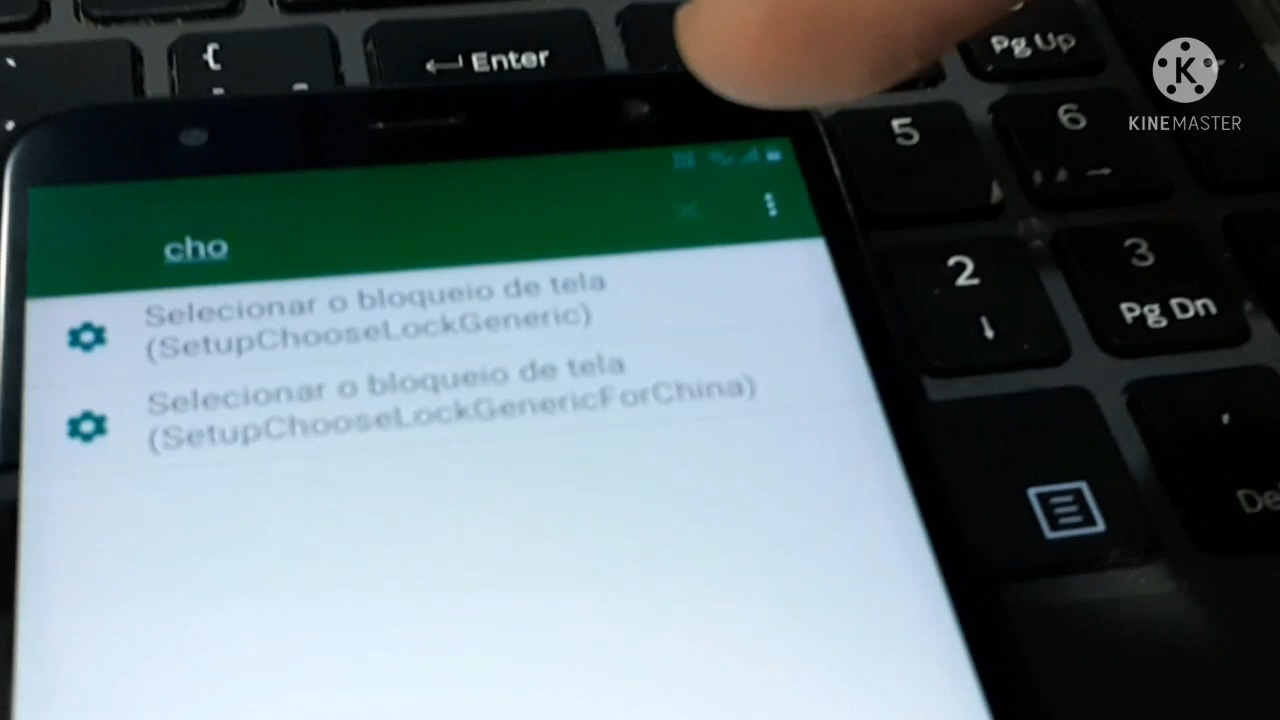 {
Enter
Pg Up
K
KINEMASTER
5
6
cho
2
3
Pg Dn
Selecionar o bloqueio de tela
(SetupChooseLockGeneric)
Selecionar o bloqueio de tela
(SetupChooseLockGenericForChina)
De